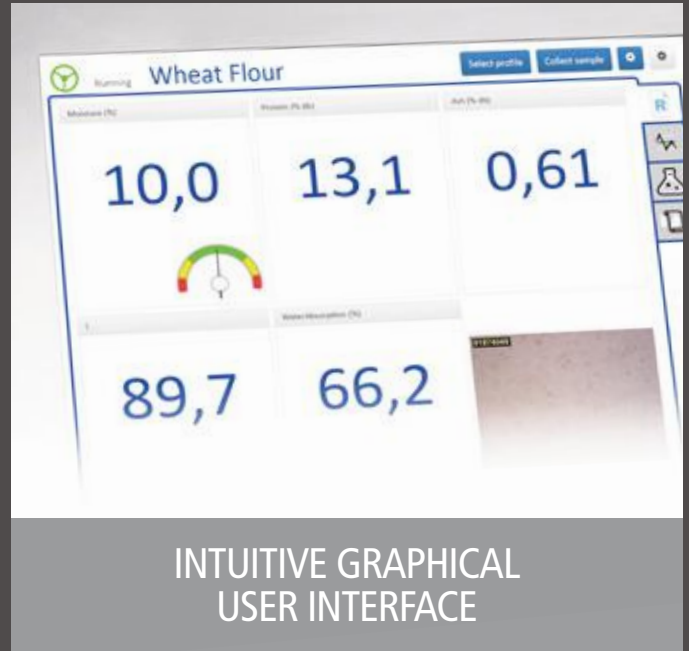 Running Wheat Flour
Select profile Collect sample
Moisture (%) Protein (% db) Ash (% db)
R
10,0 13,1 0,61
Water Absorption (%)
89,7 66,2
INTUITIVE GRAPHICAL
USER INTERFACE